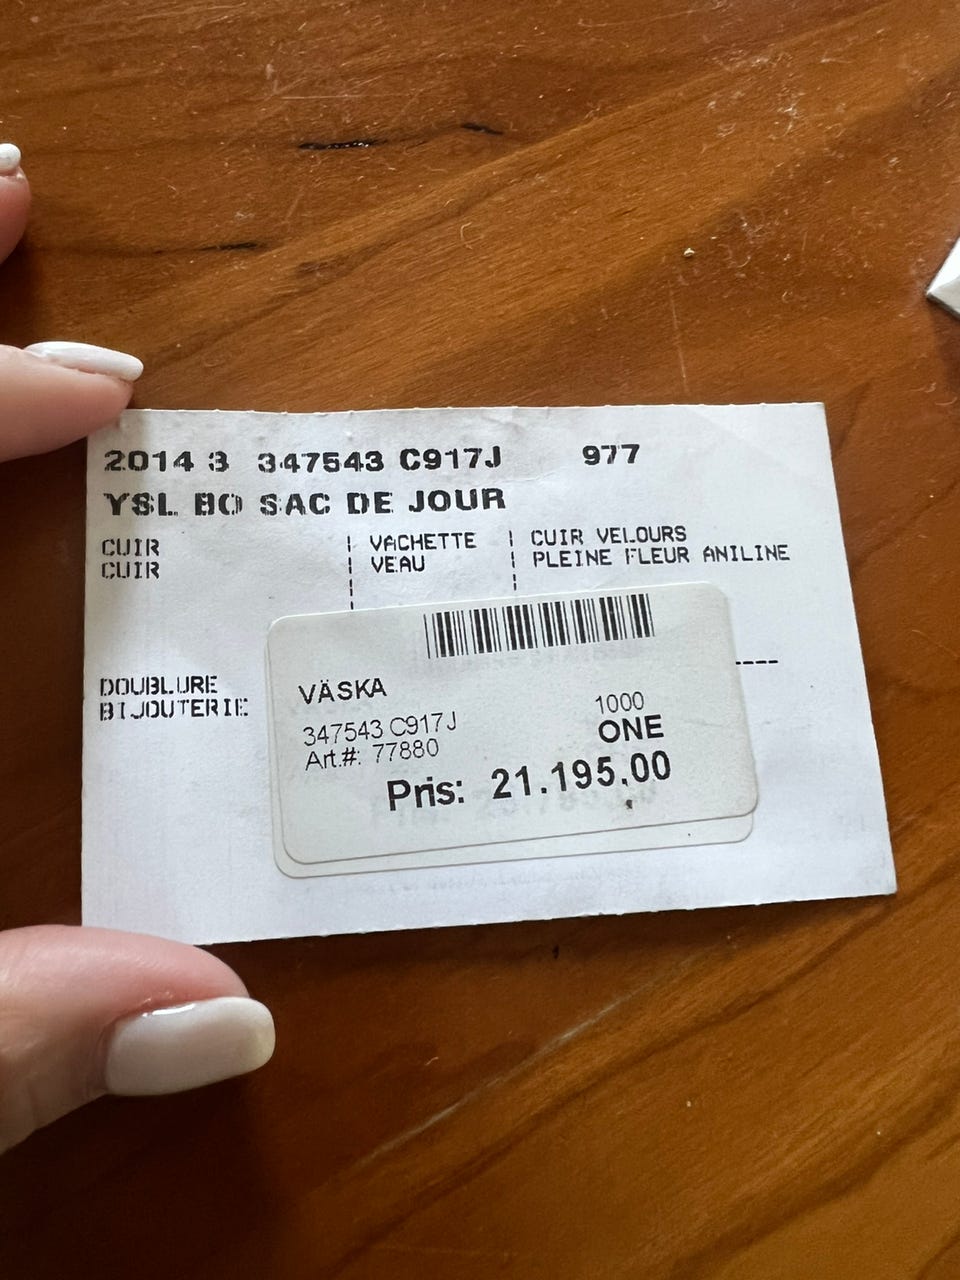 2014 3 347543 C917J 977
YSL BO SAC DE JOUR
CUIR VACHETTE CUIR VELOURS
CUIR VEAU PLEINE FLEUR ANILINE
DOUBLURE
BIJOUTERIE
VÄSKA
347543 C917J 1000
Art.#: 77880 ONE
Pris: 21.195,00